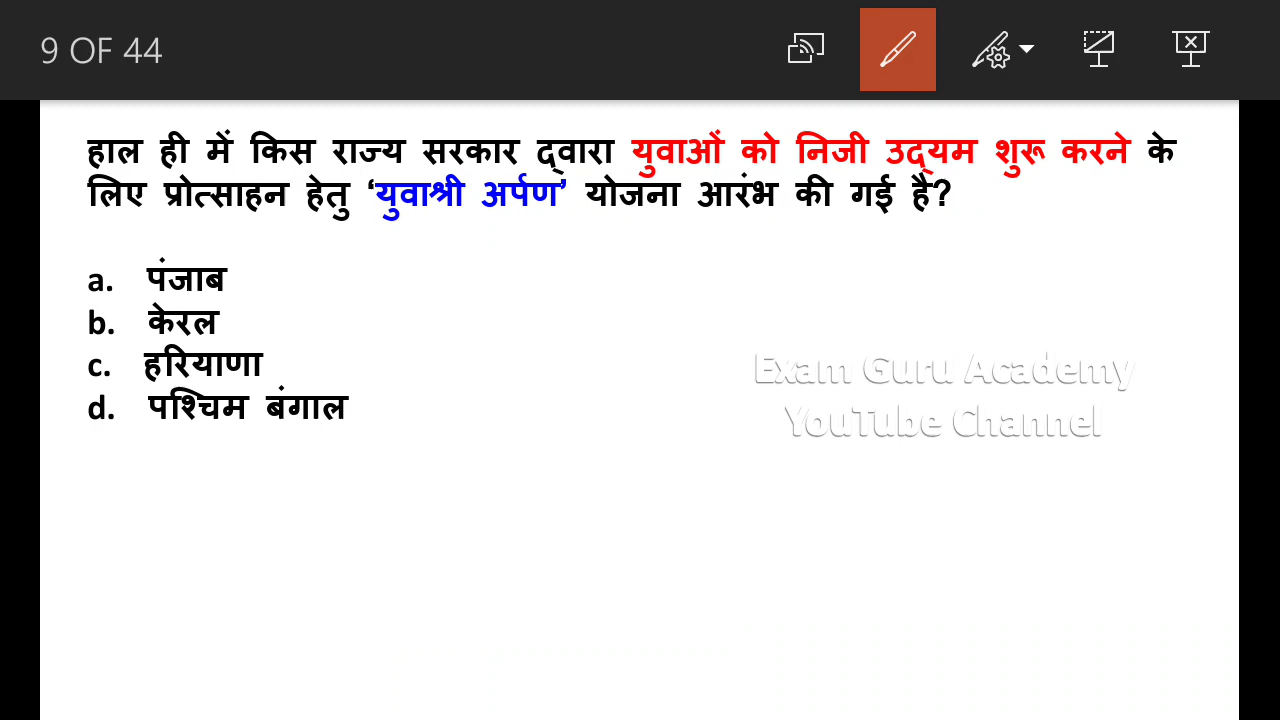 9 OF 44
हाल ही में किस राज्य सरकार द्वारा युवाओं को निजी उद्यम शुरू करने के
लिए प्रोत्साहन हेतु ‘युवाश्री अर्पण’ योजना आरंभ की गई है?
a. पंजाब
b. केरल
c. हरियाणा
d. पश्चिम बंगाल
Exam Guru Academy
YouTube Channel